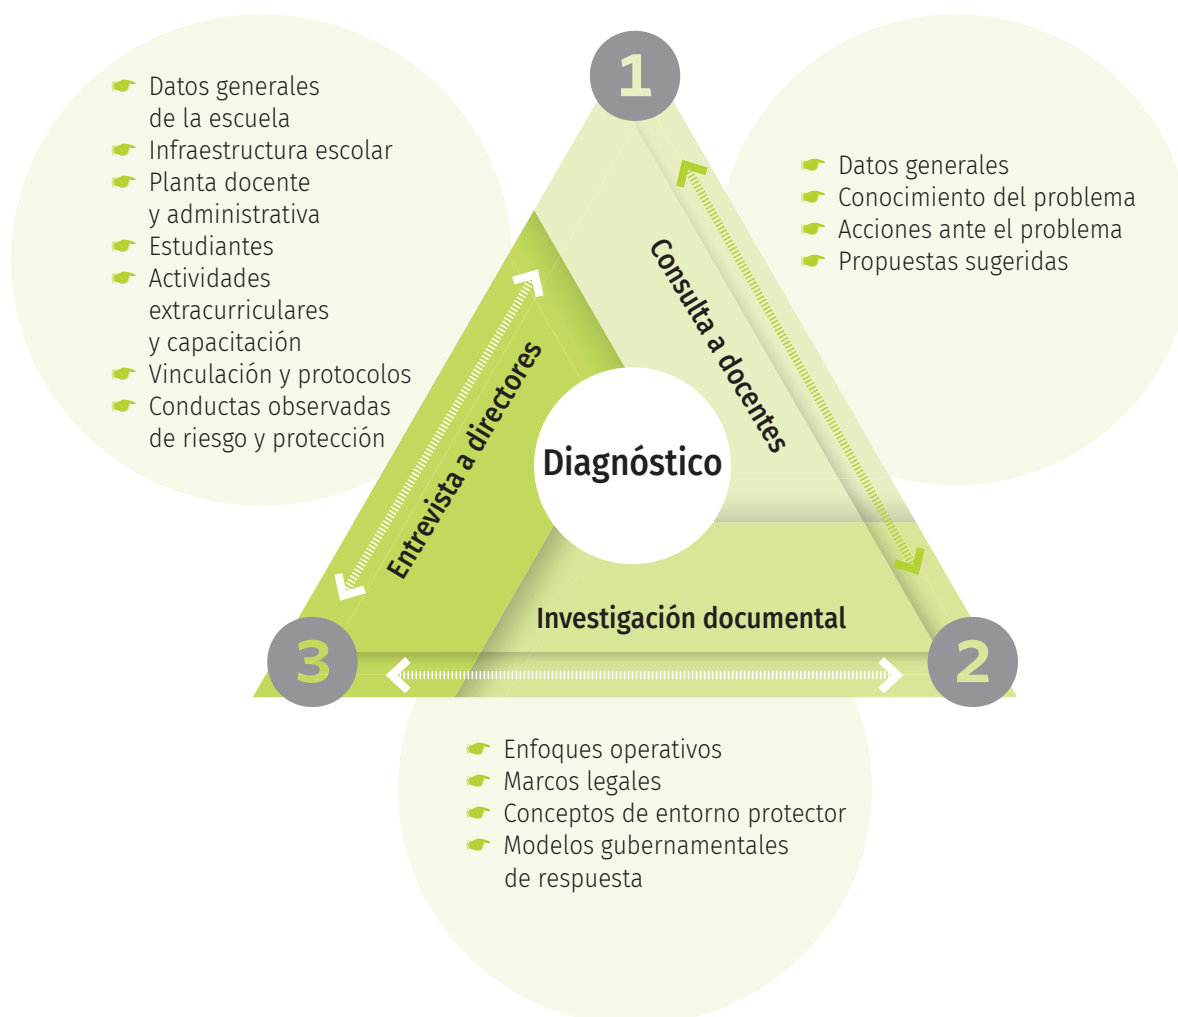 1
Datos generales
de la escuela
Infraestructura escolar
Planta docente
y administrativa
Estudiantes
Actividades
extracurriculares
y capacitación
Vinculación y protocolos
Conductas observadas
de riesgo y protección
Datos generales
Conocimiento del problema
Acciones ante el problema
Propuestas sugeridas
Consulta a docentes
Entrevista a directores
Diagnóstico
Investigación documental
3
2
Enfoques operativos
Marcos legales
Conceptos de entorno protector
Modelos gubernamentales
de respuesta